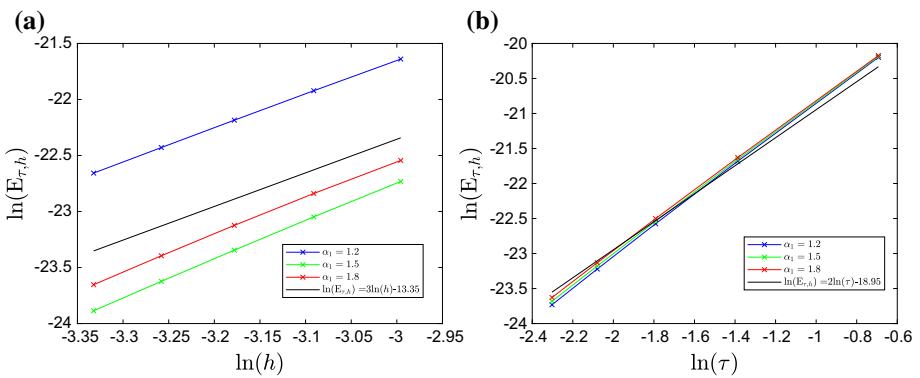 (a)
ln(E_{τ,h})
-21.5
-22
-22.5
-23
-23.5
-24
α₁ = 1.2
α₁ = 1.5
α₁ = 1.8
ln(E_{τ,h}) =3ln(h)-13.35
-3.35 -3.3 -3.25 -3.2 -3.15 -3.1 -3.05 -3 -2.95
ln(h)
(b)
ln(E_{τ,h})
-20
-20.5
-21
-21.5
-22
-22.5
-23
-23.5
-24
α₁ = 1.2
α₁ = 1.5
α₁ = 1.8
ln(E_{τ,h}) =2ln(τ)-18.95
-2.4 -2.2 -2 -1.8 -1.6 -1.4 -1.2 -1 -0.8 -0.6
ln(τ)